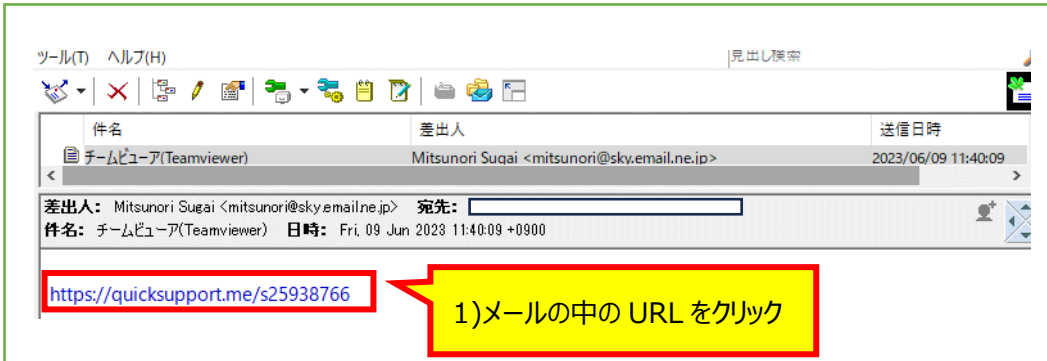 ツール(T) ヘルプ(H) 見出し検索
件名 差出人 送信日時
チームビューア(Teamviewer) Mitsunori Sugai <mitsunori@sky.email.ne.jp> 2023/06/09 11:40:09
差出人: Mitsunori Sugai <mitsunori@sky.email.ne.jp> 宛先:
件名: チームビューア(Teamviewer) 日時: Fri, 09 Jun 2023 11:40:09 +0900
https://quicksupport.me/s25938766
1)メールの中の URL をクリック